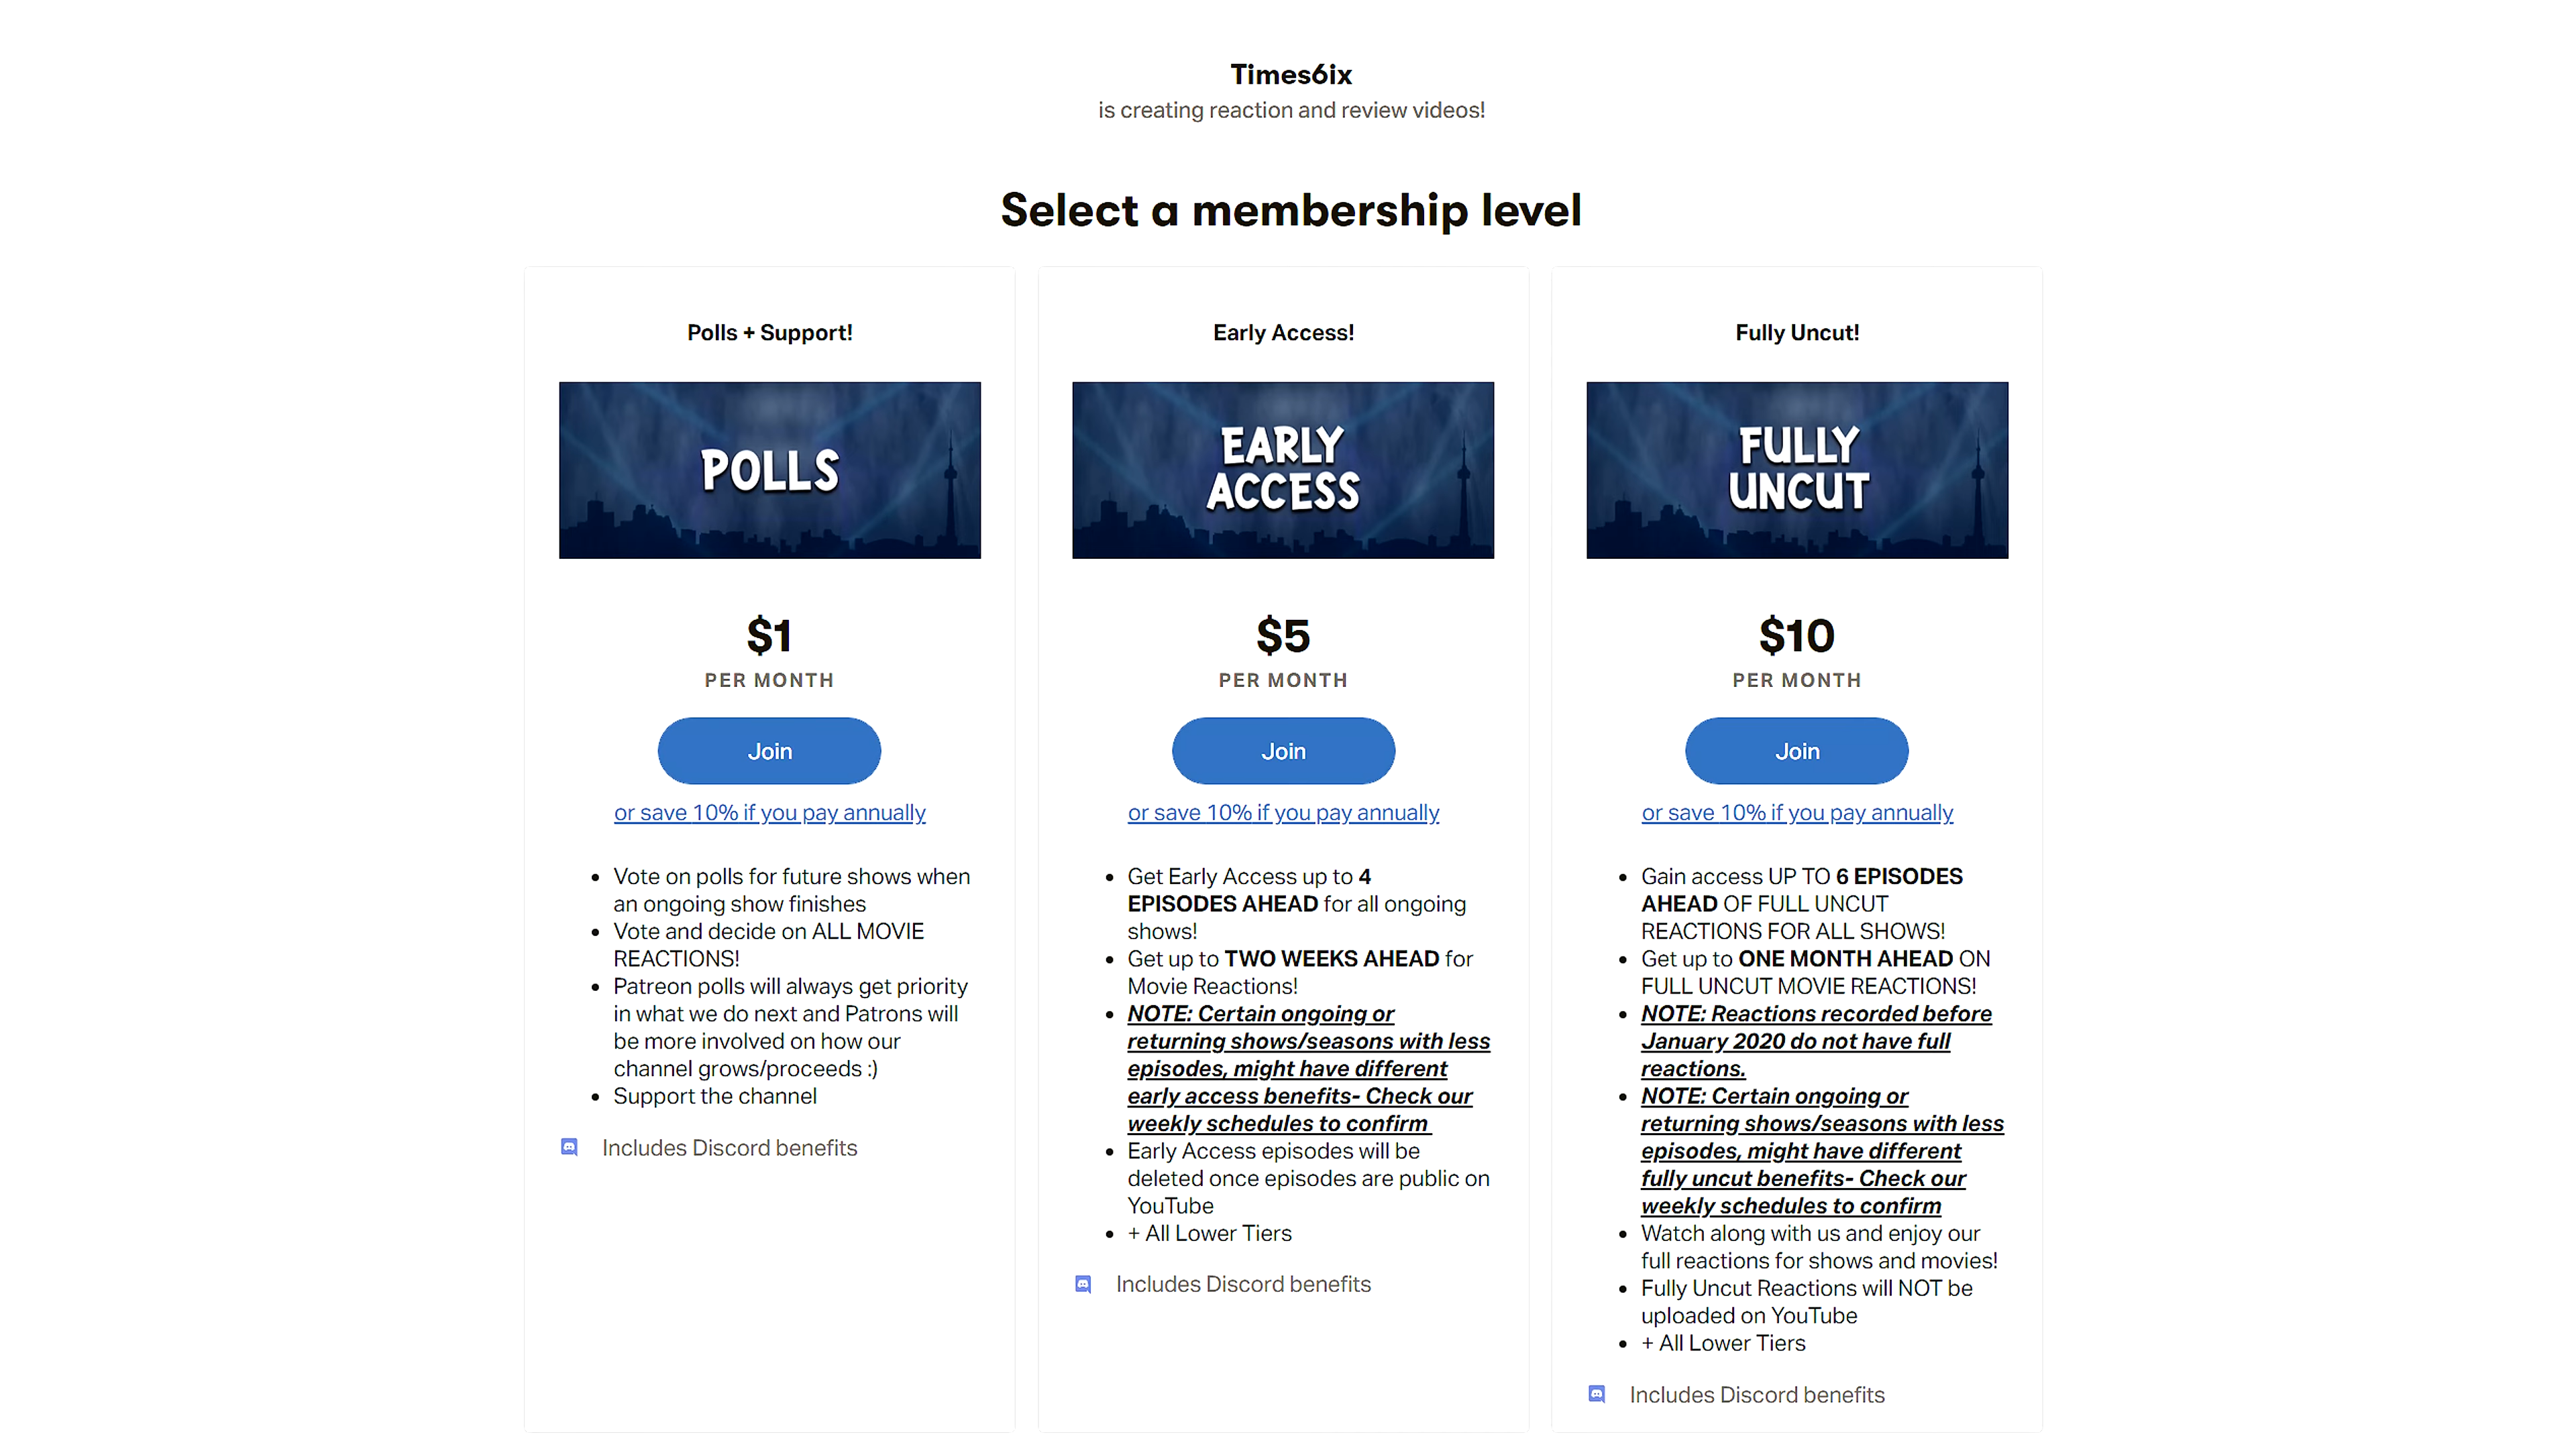 Times6ix
is creating reaction and review videos!
Select a membership level
Polls + Support!
POLLS
$1
PER MONTH
Join
or save 10% if you pay annually
• Vote on polls for future shows when
an ongoing show finishes
• Vote and decide on ALL MOVIE
REACTIONS!
• Patreon polls will always get priority
in what we do next and Patrons will
be more involved on how our
channel grows/proceeds :)
• Support the channel
Includes Discord benefits
Early Access!
EARLY
ACCESS
$5
PER MONTH
Join
or save 10% if you pay annually
• Get Early Access up to 4
EPISODES AHEAD for all ongoing
shows!
• Get up to TWO WEEKS AHEAD for
Movie Reactions!
• NOTE: Certain ongoing or
returning shows/seasons with less
episodes, might have different
early access benefits- Check our
weekly schedules to confirm
• Early Access episodes will be
deleted once episodes are public on
YouTube
• + All Lower Tiers
Includes Discord benefits
Fully Uncut!
FULLY
UNCUT
$10
PER MONTH
Join
or save 10% if you pay annually
• Gain access UP TO 6 EPISODES
AHEAD OF FULL UNCUT
REACTIONS FOR ALL SHOWS!
• Get up to ONE MONTH AHEAD ON
FULL UNCUT MOVIE REACTIONS!
• NOTE: Reactions recorded before
January 2020 do not have full
reactions.
• NOTE: Certain ongoing or
returning shows/seasons with less
episodes, might have different
fully uncut benefits- Check our
weekly schedules to confirm
• Watch along with us and enjoy our
full reactions for shows and movies!
• Fully Uncut Reactions will NOT be
uploaded on YouTube
• + All Lower Tiers
Includes Discord benefits